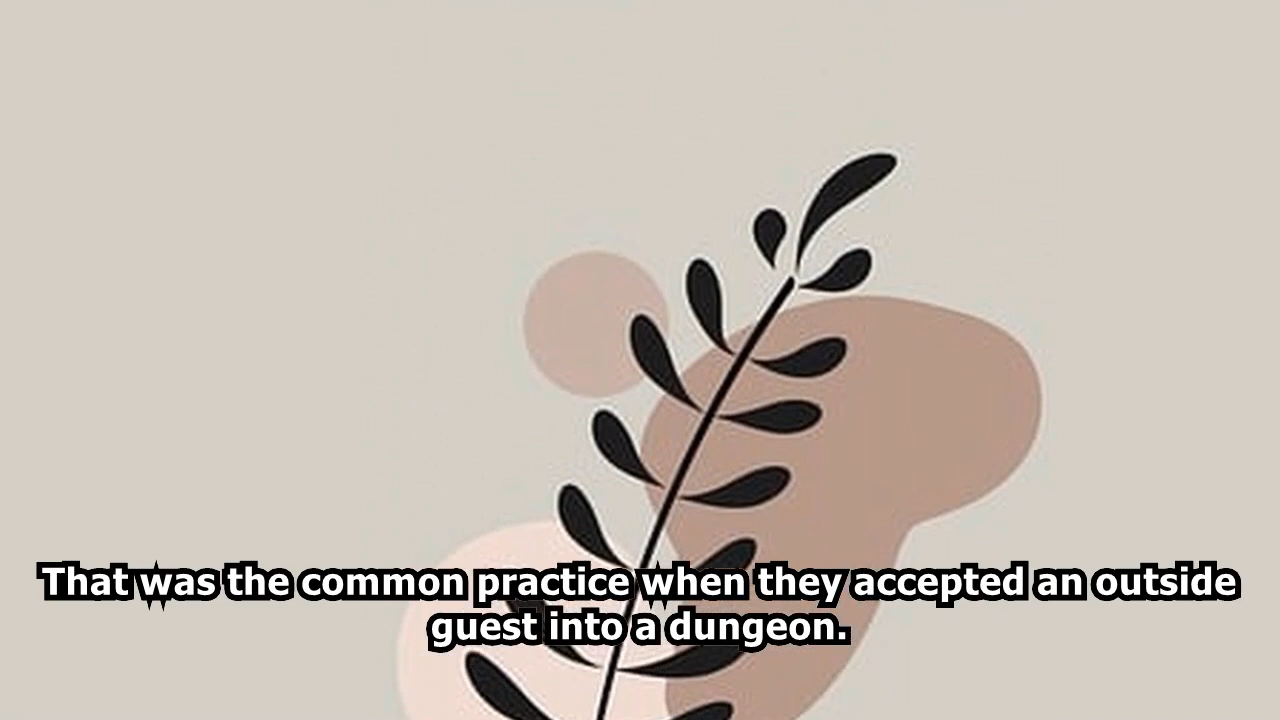 That was the common practice when they accepted an outside
guest into a dungeon.